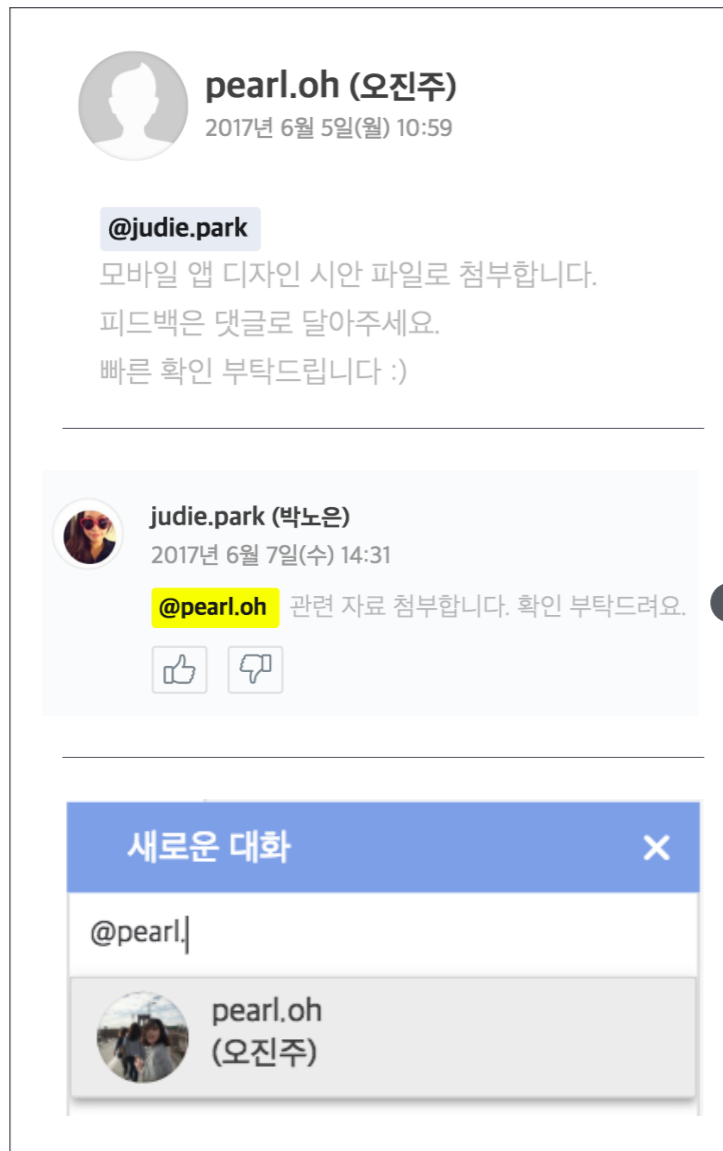 pearl.oh (오진주)
2017년 6월 5일(월) 10:59
@judie.park
모바일 앱 디자인 시안 파일로 첨부합니다.
피드백은 댓글로 달아주세요.
빠른 확인 부탁드립니다 :)
judie.park (박노은)
2017년 6월 7일(수) 14:31
@pearl.oh 관련 자료 첨부합니다. 확인 부탁드려요.
새로운 대화
@pearl.
pearl.oh
(오진주)